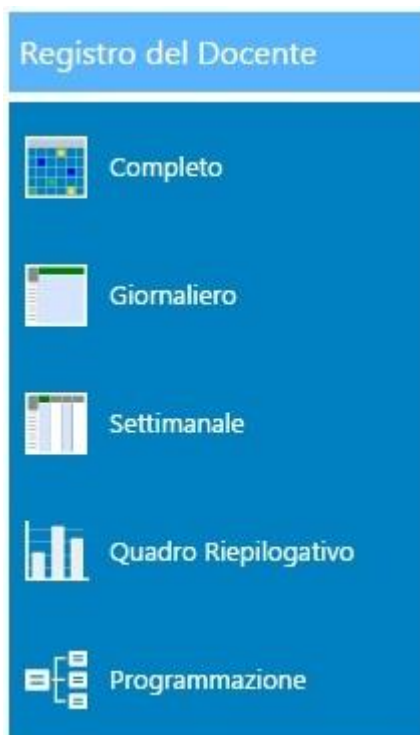 Registro del Docente
Completo
Giornaliero
Settimanale
Quadro Riepilogativo
Programmazione